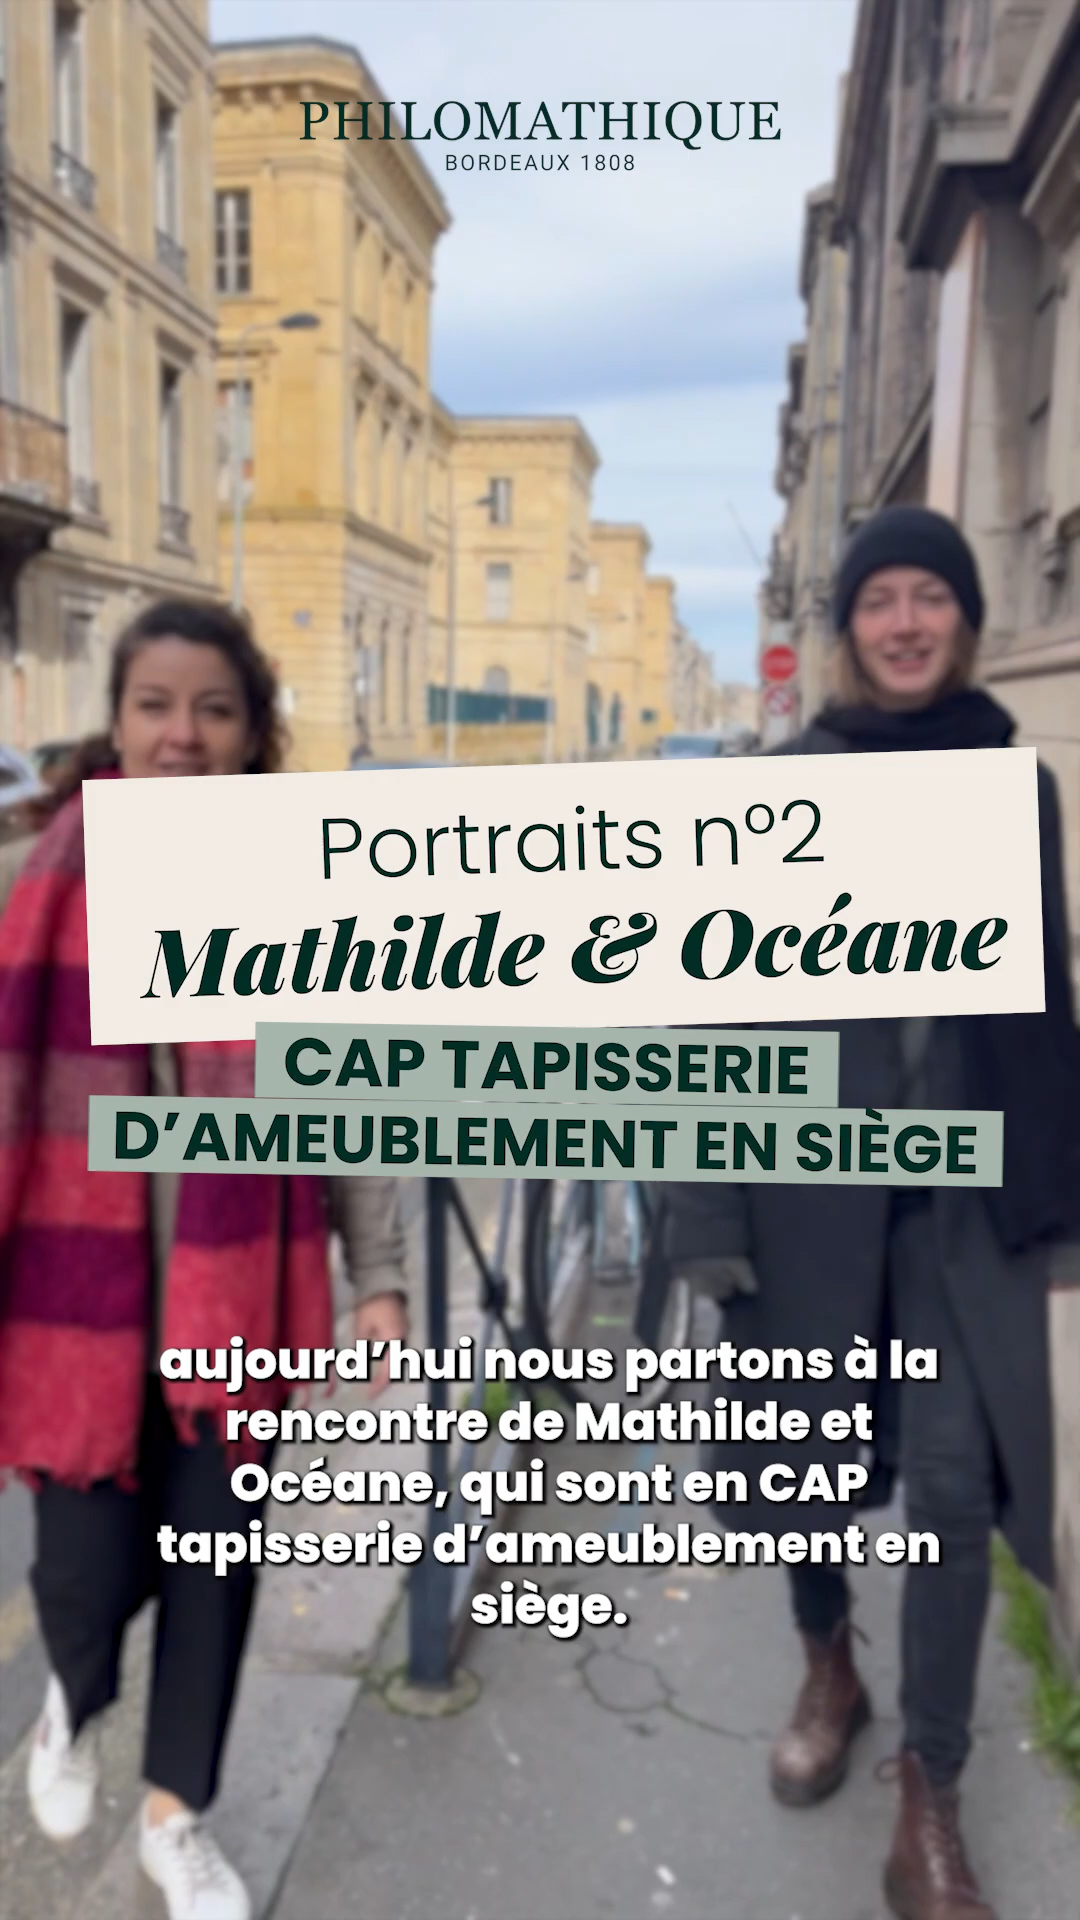 PHILOMATHIQUE
BORDEAUX 1808
Portraits n°2
Mathilde & Océane
CAP TAPISSERIE
D’AMEUBLEMENT EN SIÈGE
aujourd’hui nous partons à la
rencontre de Mathilde et
Océane, qui sont en CAP
tapisserie d’ameublement en
siège.